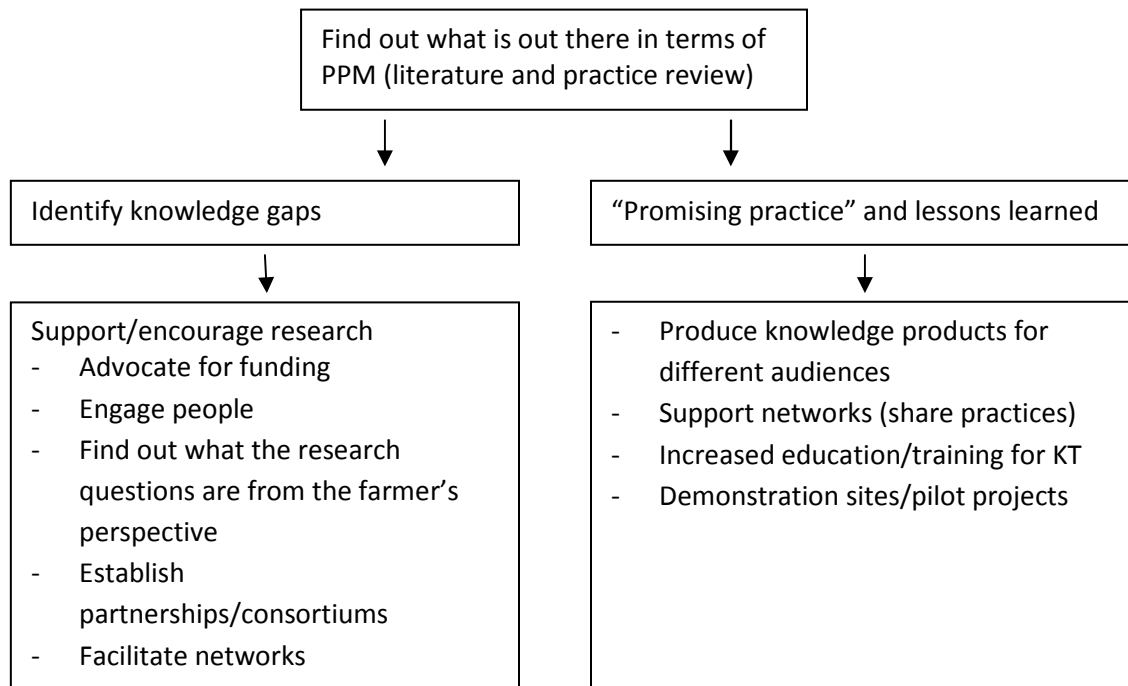 Find out what is out there in terms of
PPM (literature and practice review)
Identify knowledge gaps
“Promising practice” and lessons learned
Support/encourage research
- Advocate for funding
- Engage people
- Find out what the research
questions are from the farmer’s
perspective
- Establish
partnerships/consortiums
- Facilitate networks
- Produce knowledge products for
different audiences
- Support networks (share practices)
- Increased education/training for KT
- Demonstration sites/pilot projects